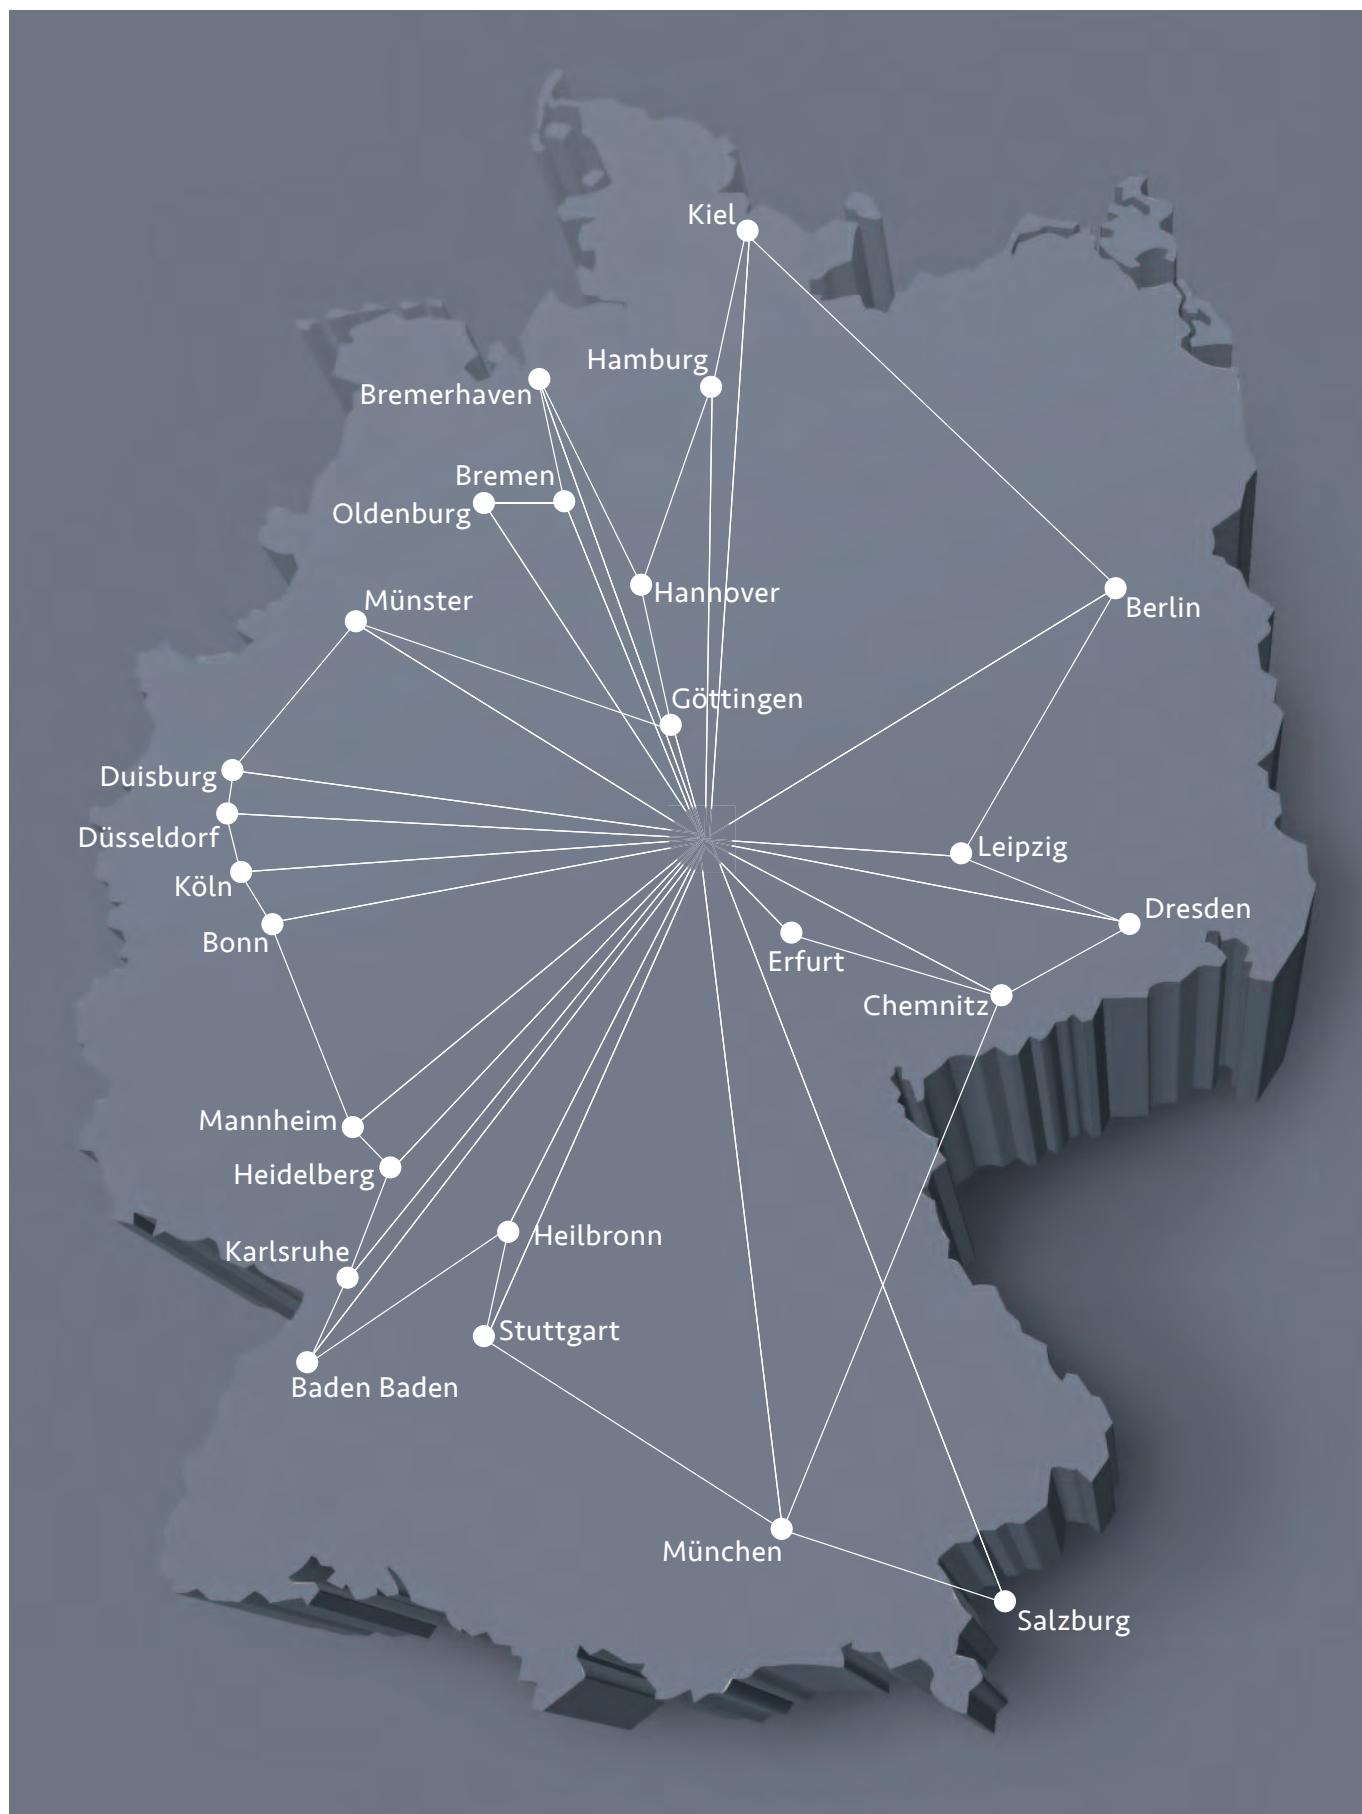 Kiel
Hamburg
Bremerhaven
Bremen
Oldenburg
Hannover
Münster
Berlin
Göttingen
Duisburg
Düsseldorf
Leipzig
Köln
Dresden
Bonn
Erfurt
Chemnitz
Mannheim
Heidelberg
Heilbronn
Karlsruhe
Stuttgart
Baden Baden
München
Salzburg